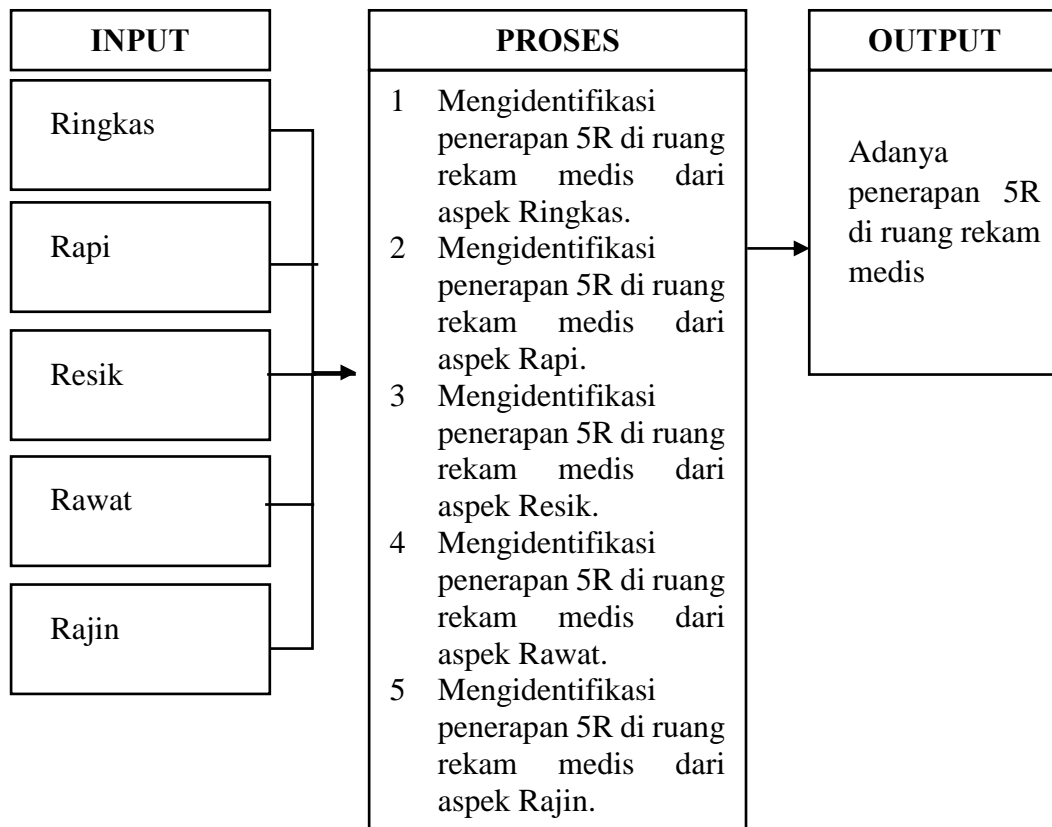 INPUT
Ringkas
Rapi
Resik
Rawat
Rajin
PROSES
1 Mengidentifikasi
penerapan 5R di ruang
rekam medis dari
aspek Ringkas.
2 Mengidentifikasi
penerapan 5R di ruang
rekam medis dari
aspek Rapi.
3 Mengidentifikasi
penerapan 5R di ruang
rekam medis dari
aspek Resik.
4 Mengidentifikasi
penerapan 5R di ruang
rekam medis dari
aspek Rawat.
5 Mengidentifikasi
penerapan 5R di ruang
rekam medis dari
aspek Rajin.
OUTPUT
Adanya
penerapan 5R
di ruang rekam
medis